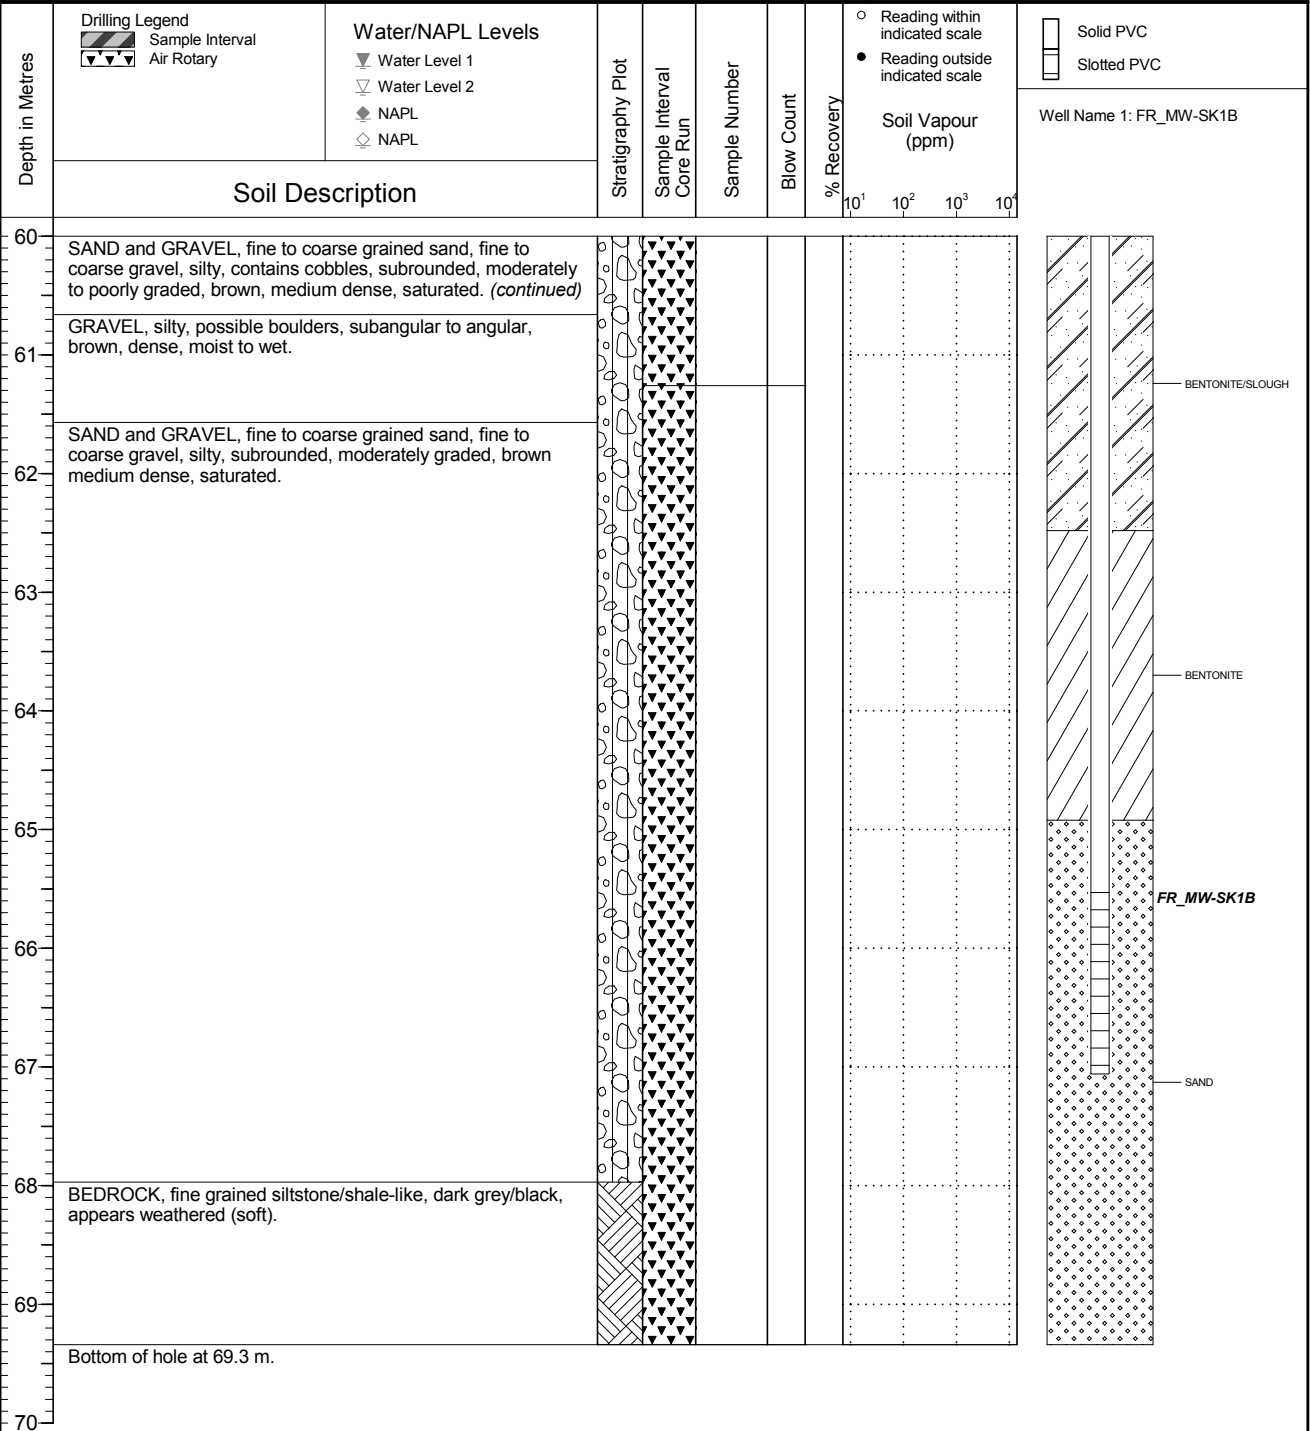 Depth in Metres
Drilling Legend
Sample Interval
Air Rotary
Water/NAPL Levels
Water Level 1
Water Level 2
NAPL
NAPL
Soil Description
Stratigraphy Plot
Sample Interval
Core Run
Sample Number
Blow Count
% Recovery
Reading within
indicated scale
Reading outside
indicated scale
Soil Vapour
(ppm)
10¹ 10² 10³ 10⁴
Solid PVC
Slotted PVC
Well Name 1: FR_MW-SK1B
60
SAND and GRAVEL, fine to coarse grained sand, fine to
coarse gravel, silty, contains cobbles, subrounded, moderately
to poorly graded, brown, medium dense, saturated. (continued)
GRAVEL, silty, possible boulders, subangular to angular,
brown, dense, moist to wet.
61
BENTONITE/SLOUGH
SAND and GRAVEL, fine to coarse grained sand, fine to
coarse gravel, silty, subrounded, moderately graded, brown
medium dense, saturated.
62
63
BENTONITE
64
65
FR_MW-SK1B
66
67
SAND
68
BEDROCK, fine grained siltstone/shale-like, dark grey/black,
appears weathered (soft).
69
Bottom of hole at 69.3 m.
70